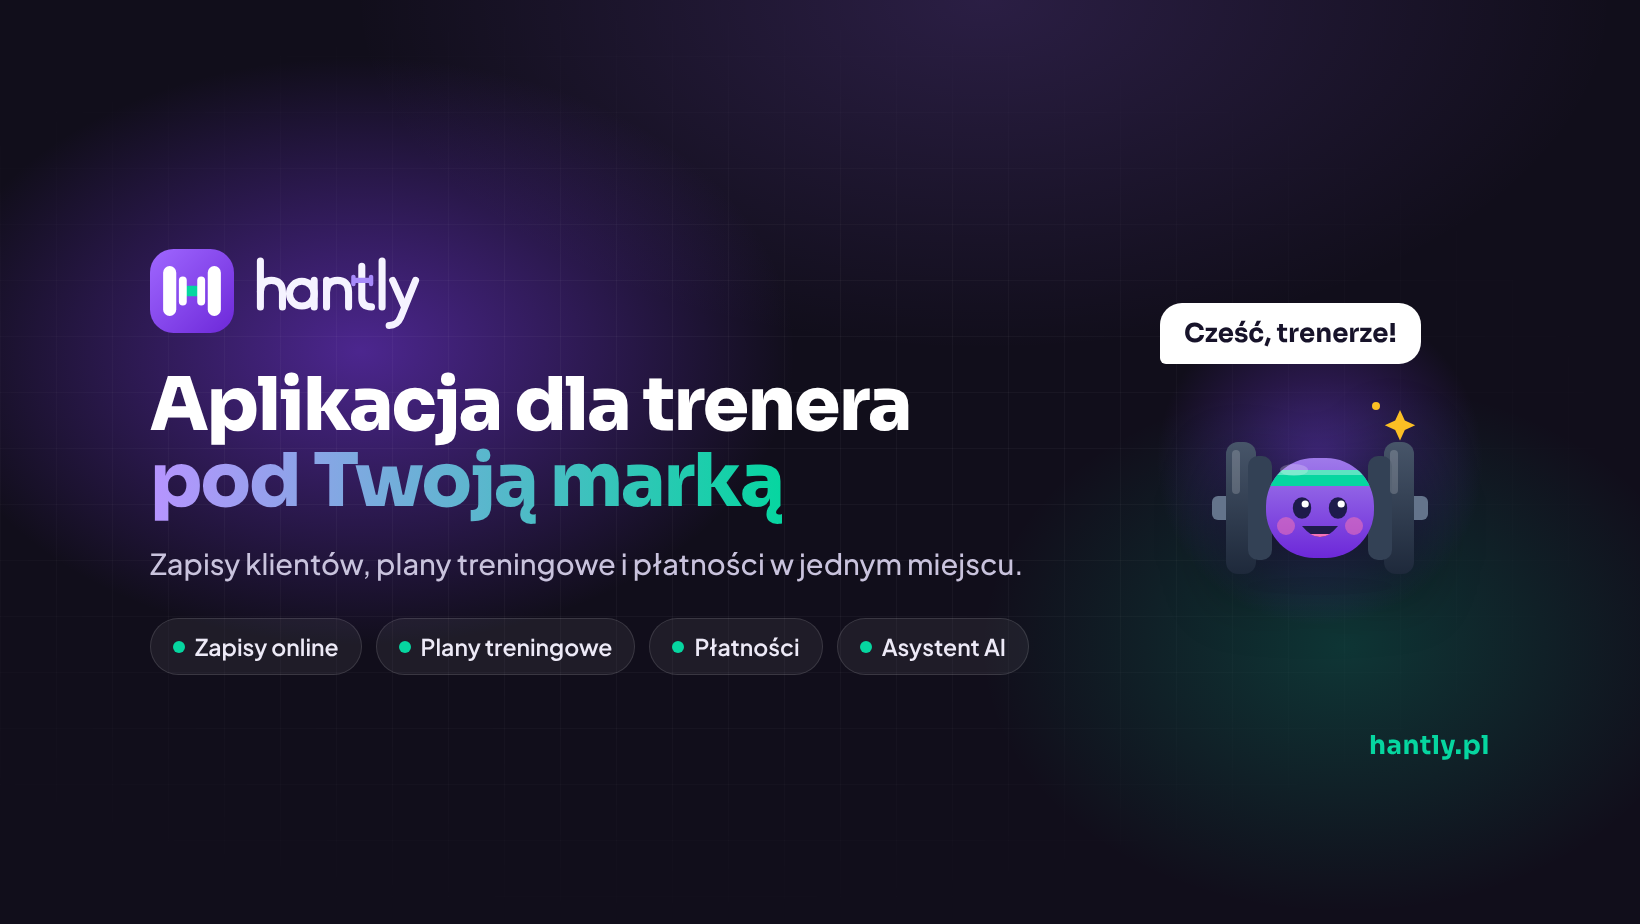 hantly
Aplikacja dla trenera
pod Twoją marką
Zapisy klientów, plany treningowe i płatności w jednym miejscu.
Zapisy online
Plany treningowe
Płatności
Asystent AI
Cześć, trenerze!
hantly.pl